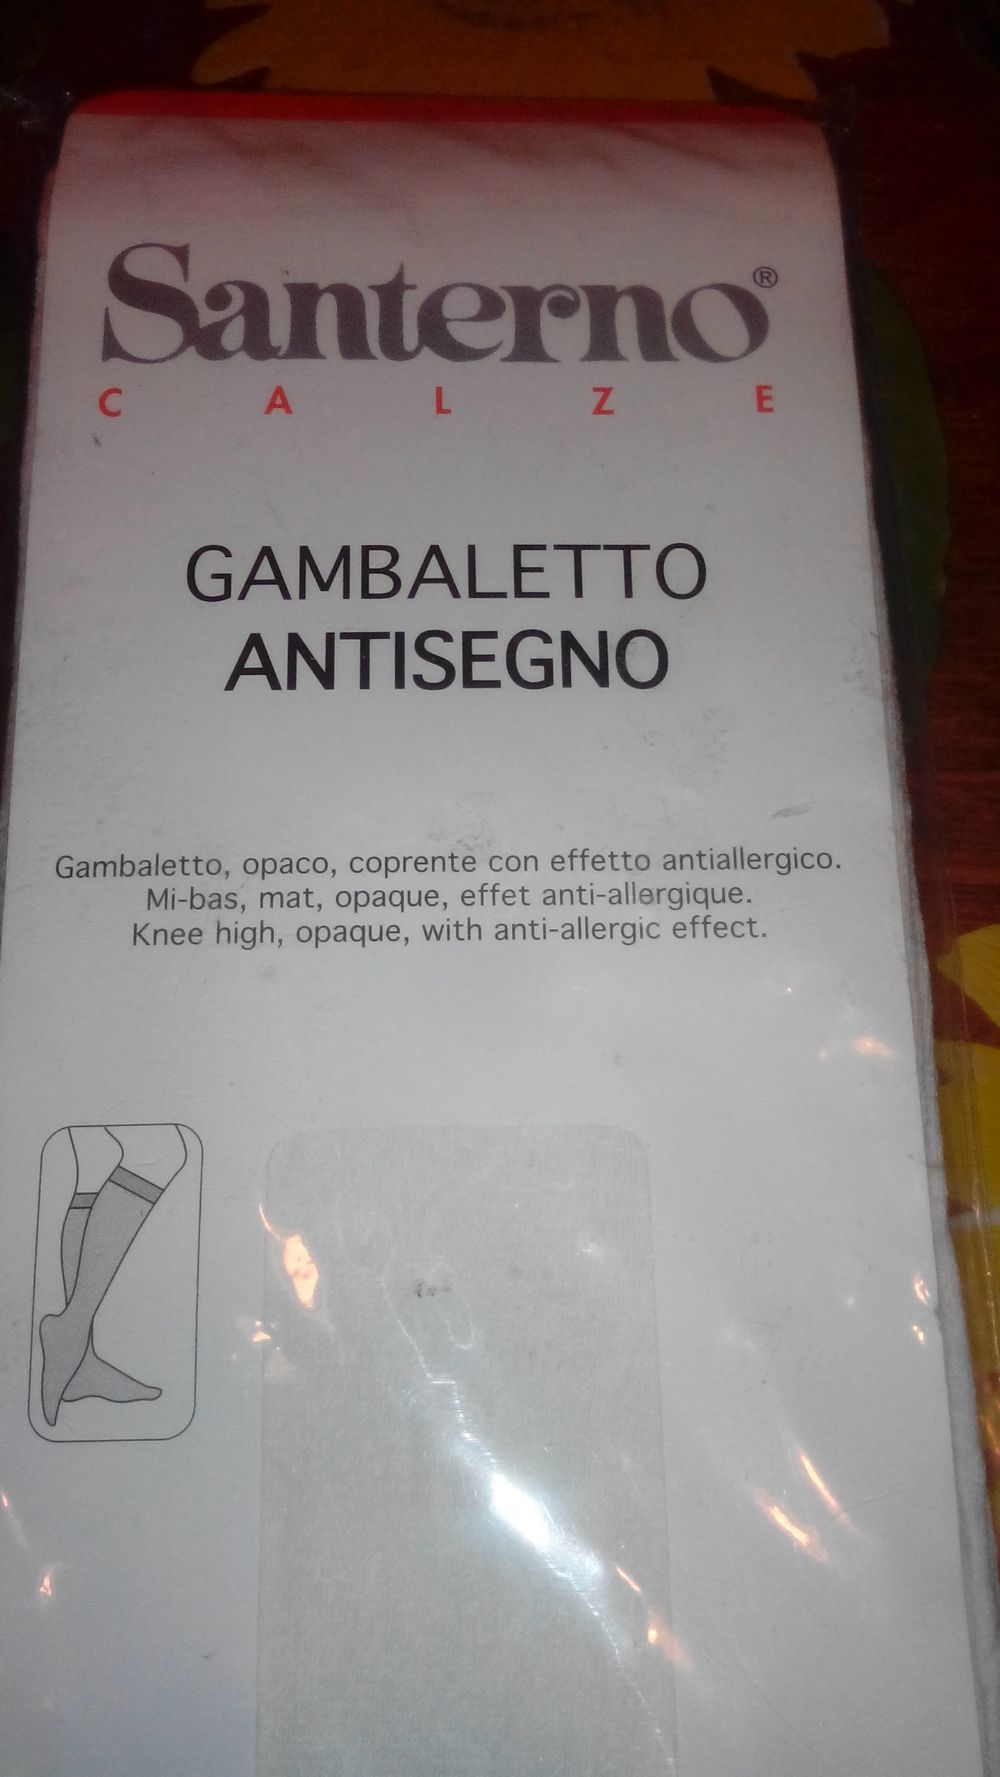 Santerno®
CALZE
GAMBALETTO
ANTISEGNO
Gambaletto, opaco, coprente con effetto antiallergico.
Mi-bas, mat, opaque, effet anti-allergique.
Knee high, opaque, with anti-allergic effect.